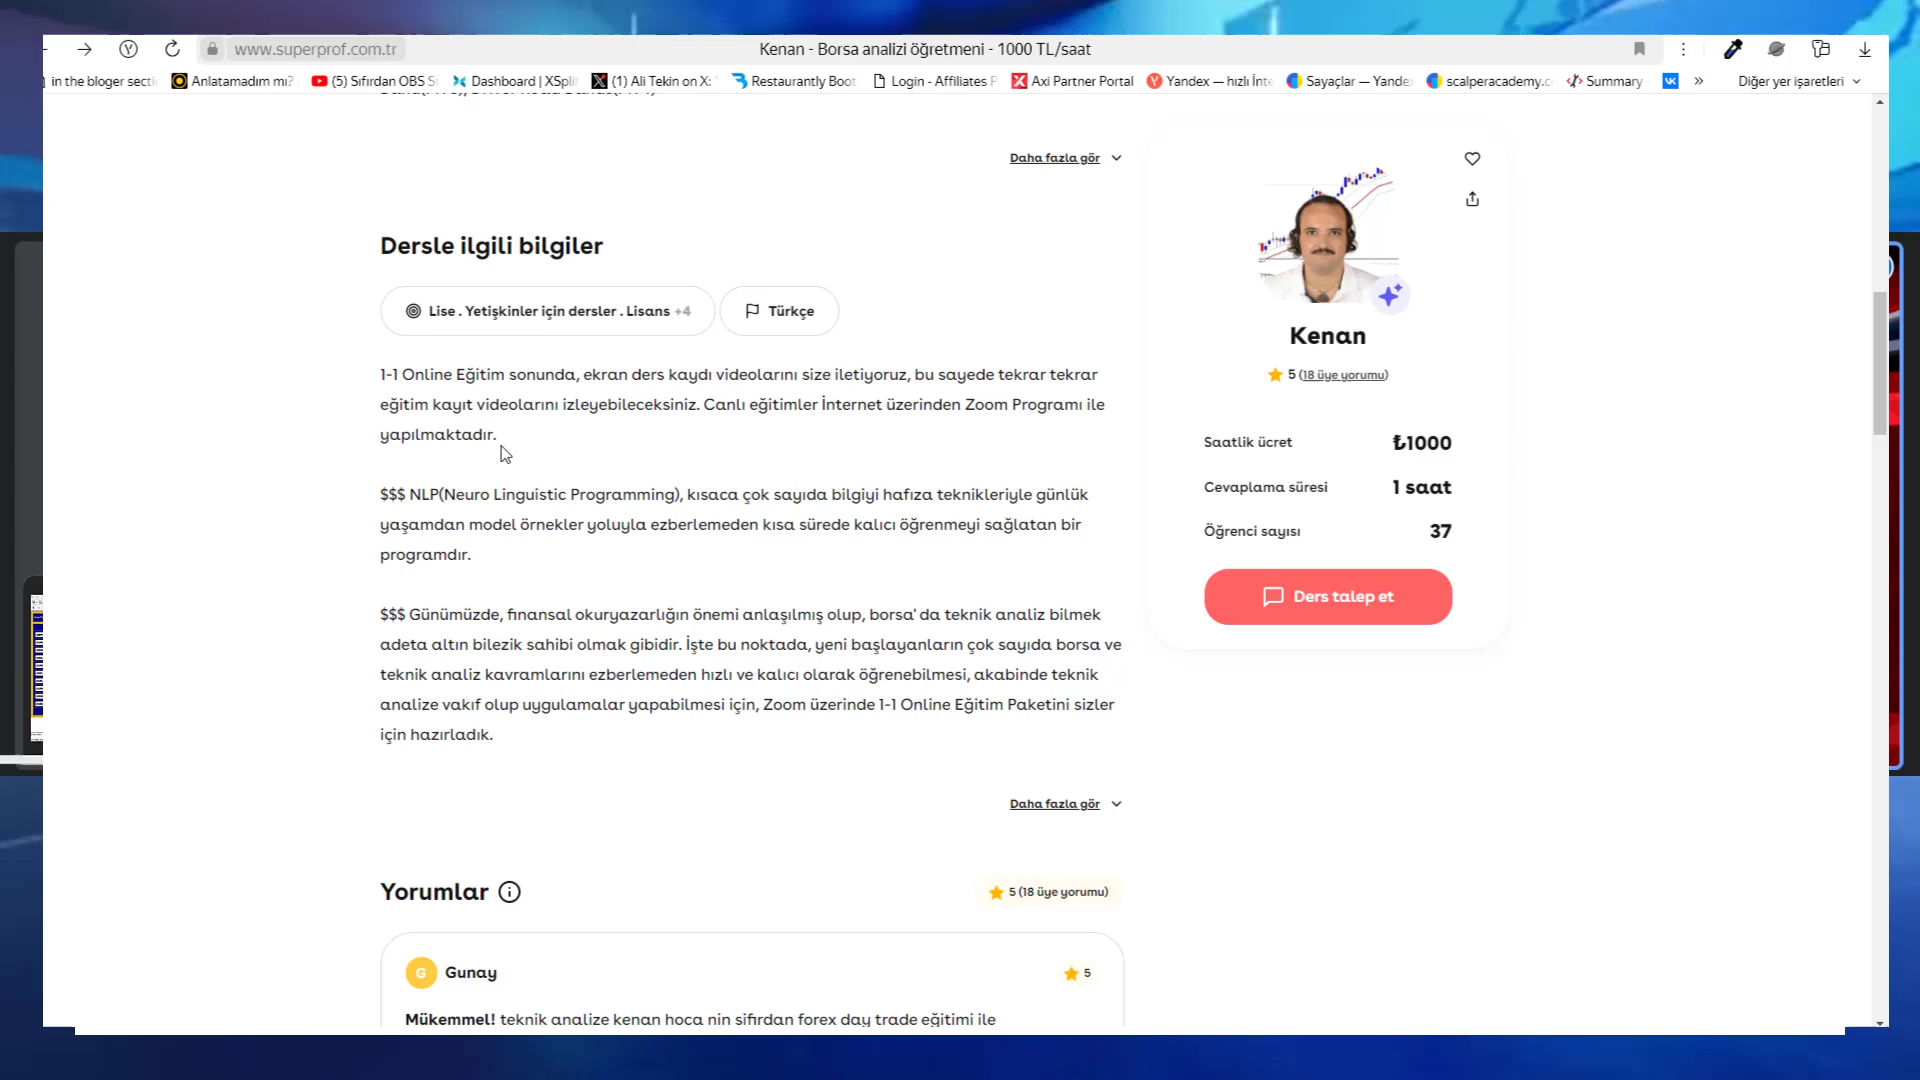 www.superprof.com.tr
Kenan - Borsa analizi öğretmeni - 1000 TL/saat
in the bloger secti
Anlatamadım mı?
(5) Sıfırdan OBS S
Dashboard | XSpli
(1) Ali Tekin on X:
Restaurantly Boot
Login - Affiliates P
Axi Partner Portal
Yandex — hızlı İnte
Sayaçlar — Yande
scalperacademy.c
Summary
Diğer yer işaretleri
Daha fazla gör
Dersle ilgili bilgiler
Lise . Yetişkinler için dersler . Lisans +4
Türkçe
1-1 Online Eğitim sonunda, ekran ders kaydı videolarını size iletiyoruz, bu sayede tekrar tekrar
eğitim kayıt videolarını izleyebileceksiniz. Canlı eğitimler İnternet üzerinden Zoom Programı ile
yapılmaktadır.
$$$ NLP(Neuro Linguistic Programming), kısaca çok sayıda bilgiyi hafıza teknikleriyle günlük
yaşamdan model örnekler yoluyla ezberlemeden kısa sürede kalıcı öğrenmeyi sağlatan bir
programdır.
$$$ Günümüzde, finansal okuryazarlığın önemi anlaşılmış olup, borsa' da teknik analiz bilmek
adeta altın bilezik sahibi olmak gibidir. İşte bu noktada, yeni başlayanların çok sayıda borsa ve
teknik analiz kavramlarını ezberlemeden hızlı ve kalıcı olarak öğrenebilmesi, akabinde teknik
analize vakıf olup uygulamalar yapabilmesi için, Zoom üzerinde 1-1 Online Eğitim Paketini sizler
için hazırladık.
Daha fazla gör
Yorumlar
5 (18 üye yorumu)
G
Gunay
5
Mükemmel! teknik analize kenan hoca nin sifırdan forex day trade eğitimi ile
Kenan
5 (18 üye yorumu)
Saatlik ücret ₺1000
Cevaplama süresi 1 saat
Öğrenci sayısı 37
Ders talep et